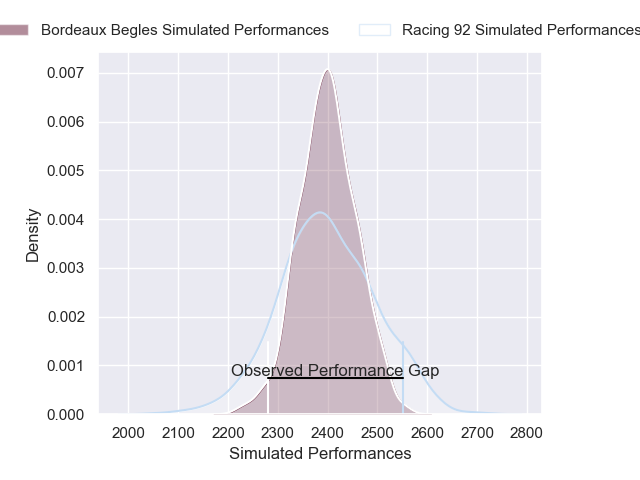 Bordeaux Begles Simulated Performances
Racing 92 Simulated Performances
0.007
0.006
0.005
0.004
0.003
0.002
0.001
0.000
Density
Observed Performance Gap
2000 2100 2200 2300 2400 2500 2600 2700 2800
Simulated Performances